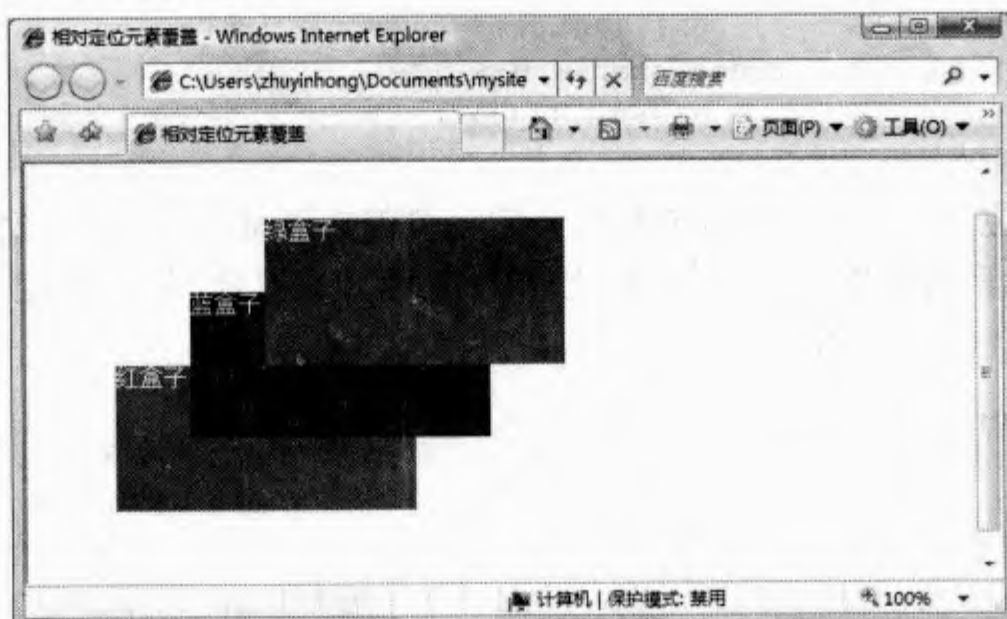 相对定位元素覆盖 - Windows Internet Explorer
C:\Users\zhuyinhong\Documents\mysite
百度搜索
相对定位元素覆盖
页面(P)
工具(O)
绿盒子
蓝盒子
红盒子
计算机 | 保护模式: 禁用
100%